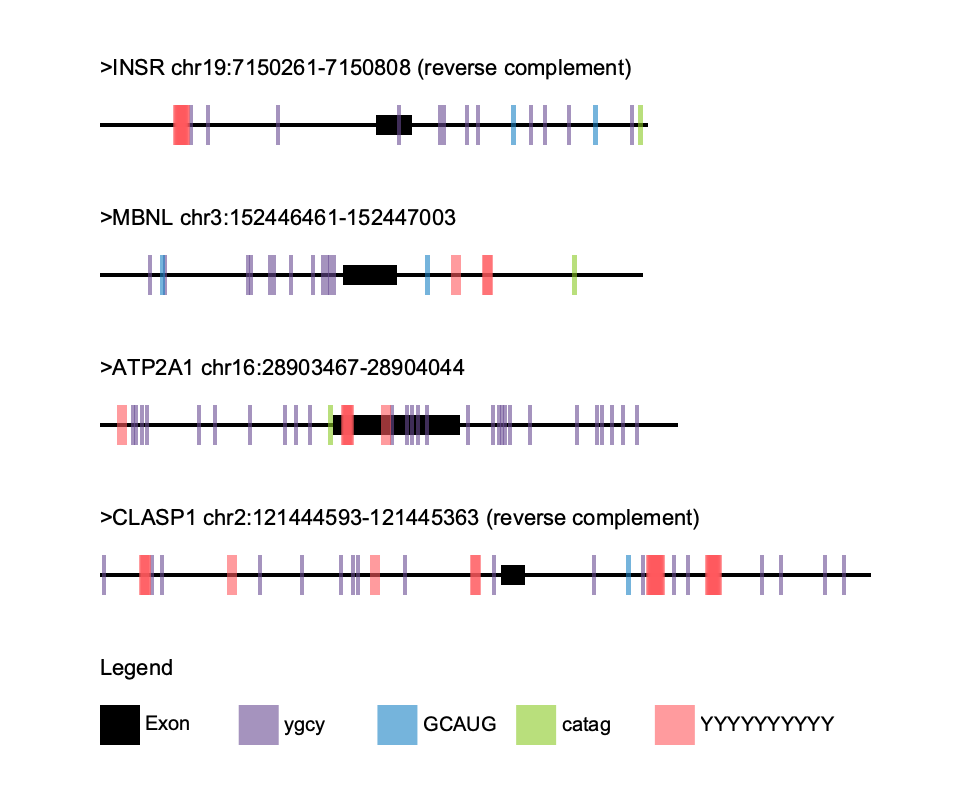 >INSR chr19:7150261-7150808 (reverse complement)
>MBNL chr3:152446461-152447003
>ATP2A1 chr16:28903467-28904044
>CLASP1 chr2:121444593-121445363 (reverse complement)
Legend
Exon ygcy GCAUG catag YYYYYYYYYY